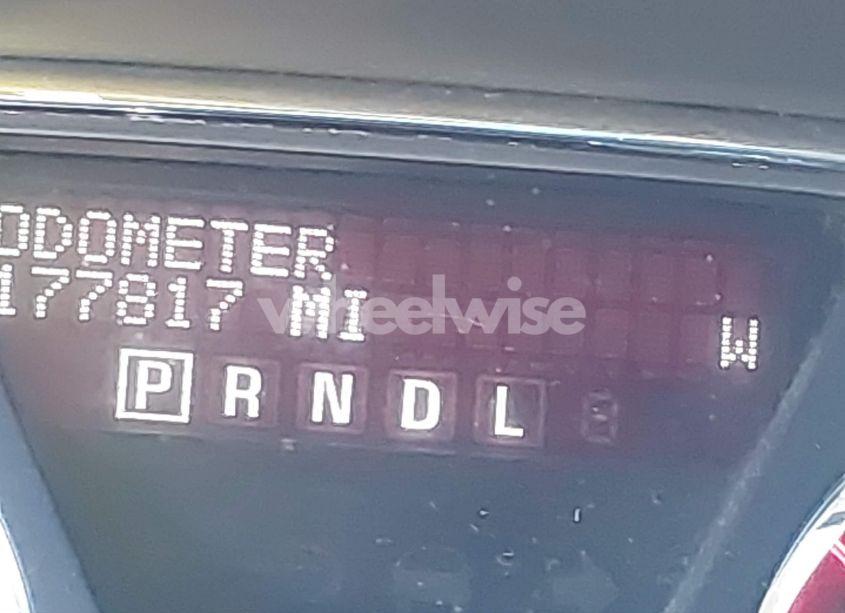 ODOMETER
177817 MI
W
P R N D L
wheelwise